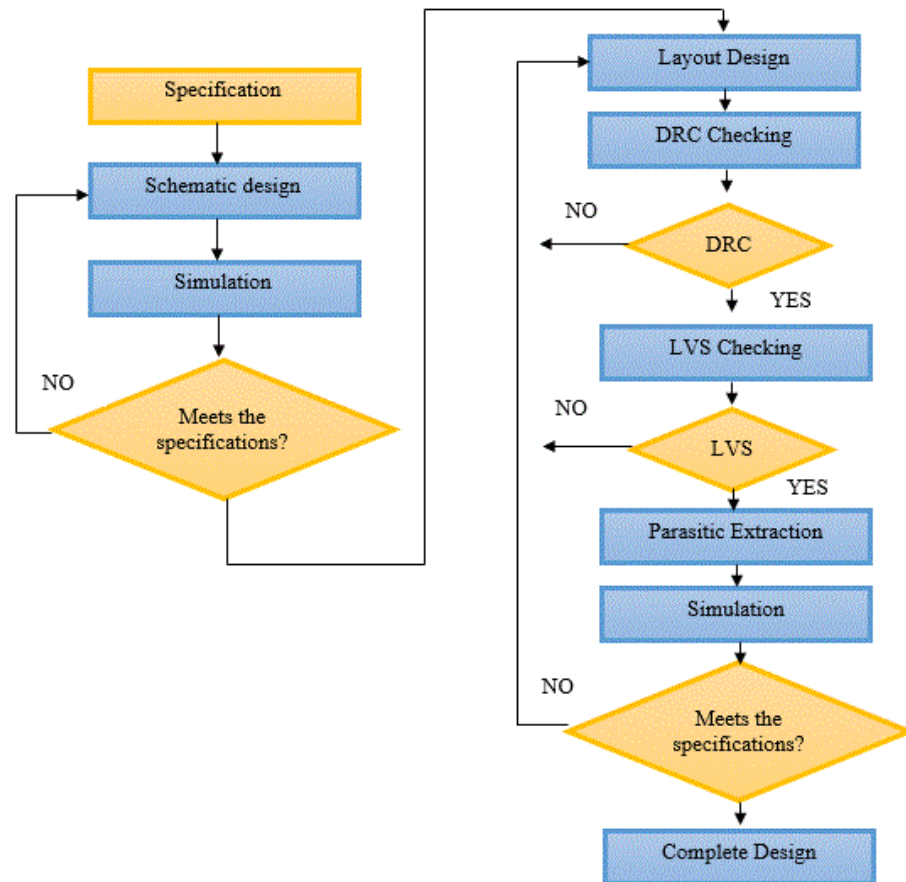 Specification
Schematic design
Simulation
NO
Meets the
specifications?
Layout Design
DRC Checking
NO
DRC
YES
LVS Checking
NO
LVS
YES
Parasitic Extraction
Simulation
NO
Meets the
specifications?
Complete Design